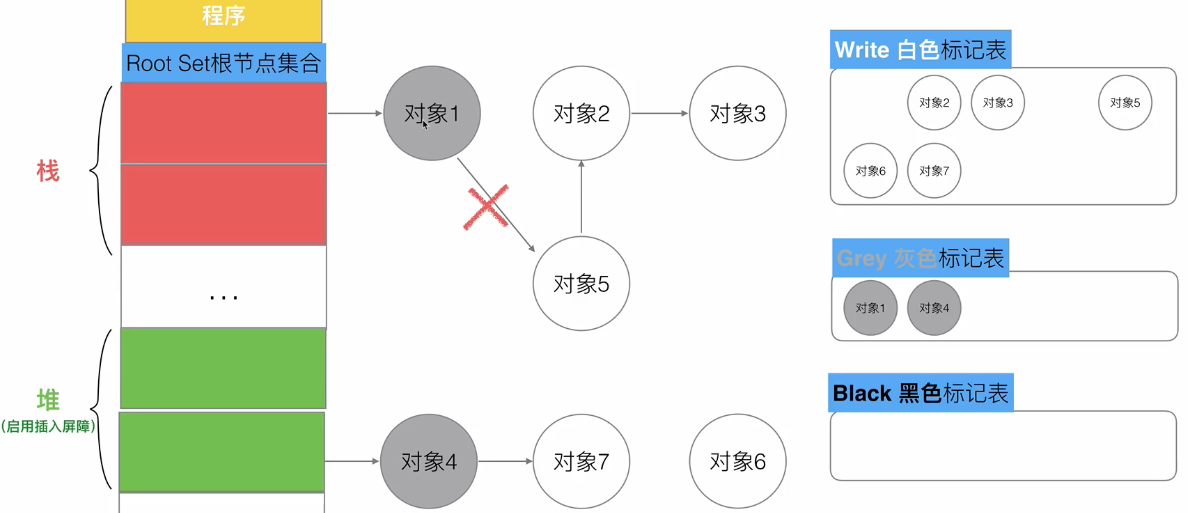 程序
Root Set根节点集合
栈
...
堆
(启用插入屏障)
对象1
对象2
对象3
对象5
对象4
对象7
对象6
Write 白色标记表
对象2
对象3
对象5
对象6
对象7
Grey 灰色标记表
对象1
对象4
Black 黑色标记表